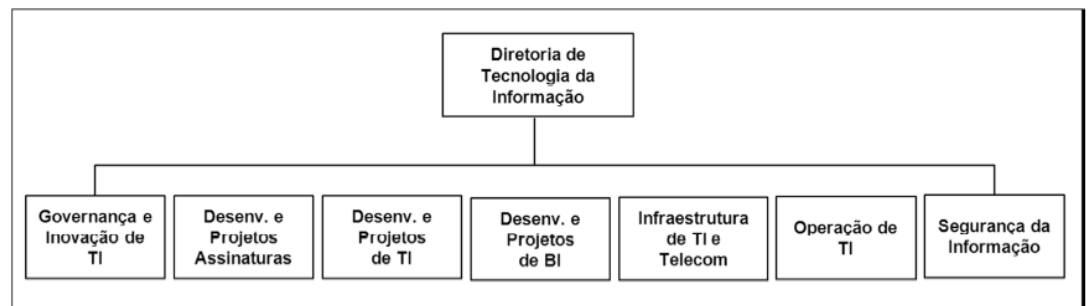 Diretoria de
Tecnologia da
Informação
Governança e
Inovação de
TI
Desenv. e
Projetos
Assinaturas
Desenv. e
Projetos
de TI
Desenv. e
Projetos
de BI
Infraestrutura
de TI e
Telecom
Operação de
TI
Segurança da
Informação